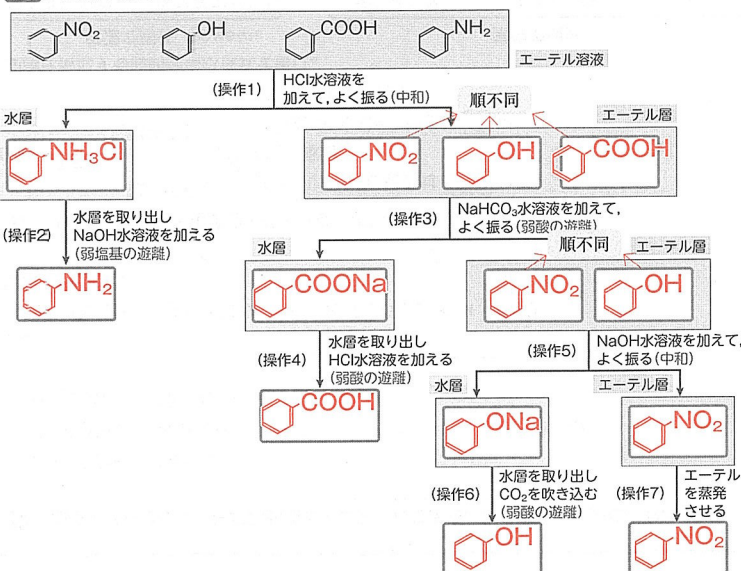 NO₂ OH COOH NH₂
エーテル溶液
(操作1) HCl水溶液を
加えて，よく振る(中和)
順不同
水層 エーテル層
NH₃Cl NO₂ OH COOH
(操作2) 水層を取り出し
NaOH水溶液を加える
(弱塩基の遊離)
(操作3) NaHCO₃水溶液を加えて，
よく振る(弱酸の遊離)
水層 順不同 エーテル層
NH₂ COONa NO₂ OH
(操作4) 水層を取り出し
HCl水溶液を加える
(弱酸の遊離)
(操作5) NaOH水溶液を加えて，
よく振る(中和)
水層 エーテル層
COOH ONa NO₂
(操作6) 水層を取り出し
CO₂を吹き込む
(弱酸の遊離)
(操作7) エーテル
を蒸発
させる
OH NO₂